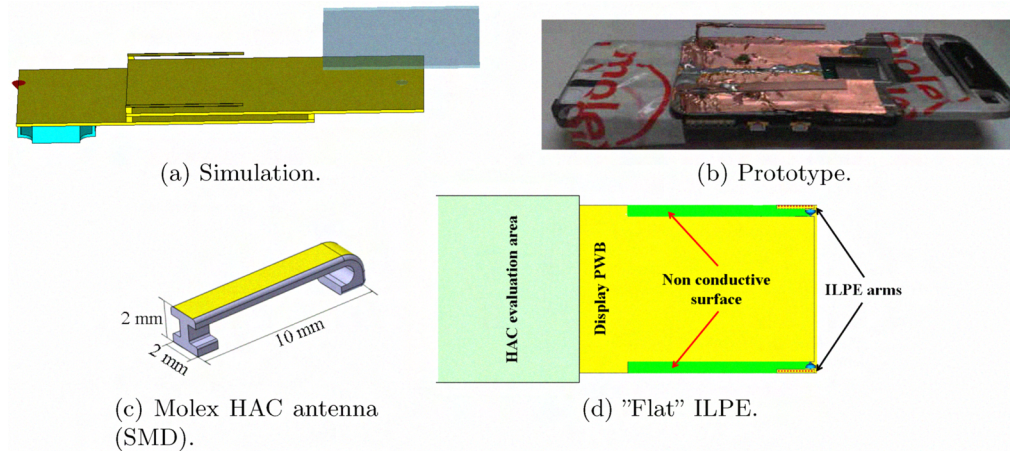 (a) Simulation.
(b) Prototype.
2 mm
2 mm
10 mm
(c) Molex HAC antenna
(SMD).
HAC evaluation area
Display PWB
Non conductive
surface
ILPE arms
(d) ”Flat” ILPE.